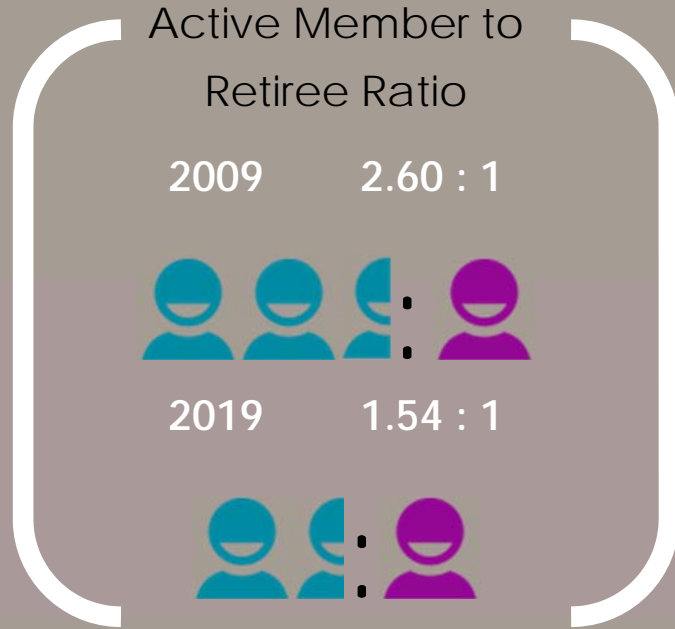 Active Member to
Retiree Ratio
2009 2.60 : 1
:
2019 1.54 : 1
: